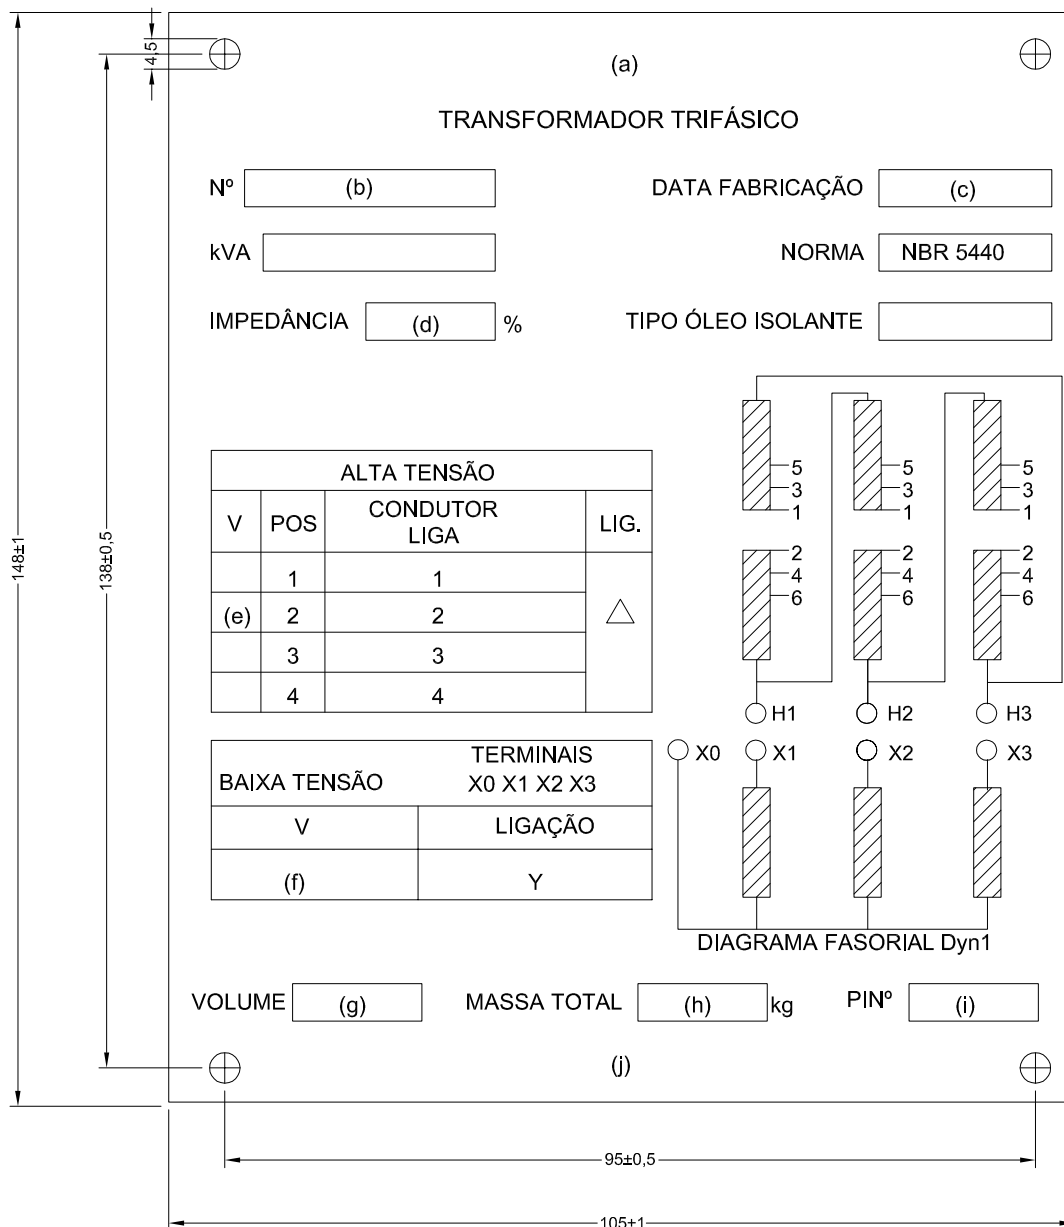 4,5
(a)
TRANSFORMADOR TRIFÁSICO
Nº (b) DATA FABRICAÇÃO (c)
kVA NORMA NBR 5440
IMPEDÂNCIA (d) % TIPO ÓLEO ISOLANTE
ALTA TENSÃO
V POS CONDUTOR LIGA LIG.
1 1
(e) 2 2 △
3 3
4 4
5 5 5
3 3 3
1 1 1
2 2 2
4 4 4
6 6 6
H1 H2 H3
X0 X1 X2 X3
BAIXA TENSÃO TERMINAIS
X0 X1 X2 X3
V LIGAÇÃO
(f) Y
DIAGRAMA FASORIAL Dyn1
VOLUME (g) MASSA TOTAL (h) kg PINº (i)
(j)
148±1
138±0,5
95±0,5
105±1